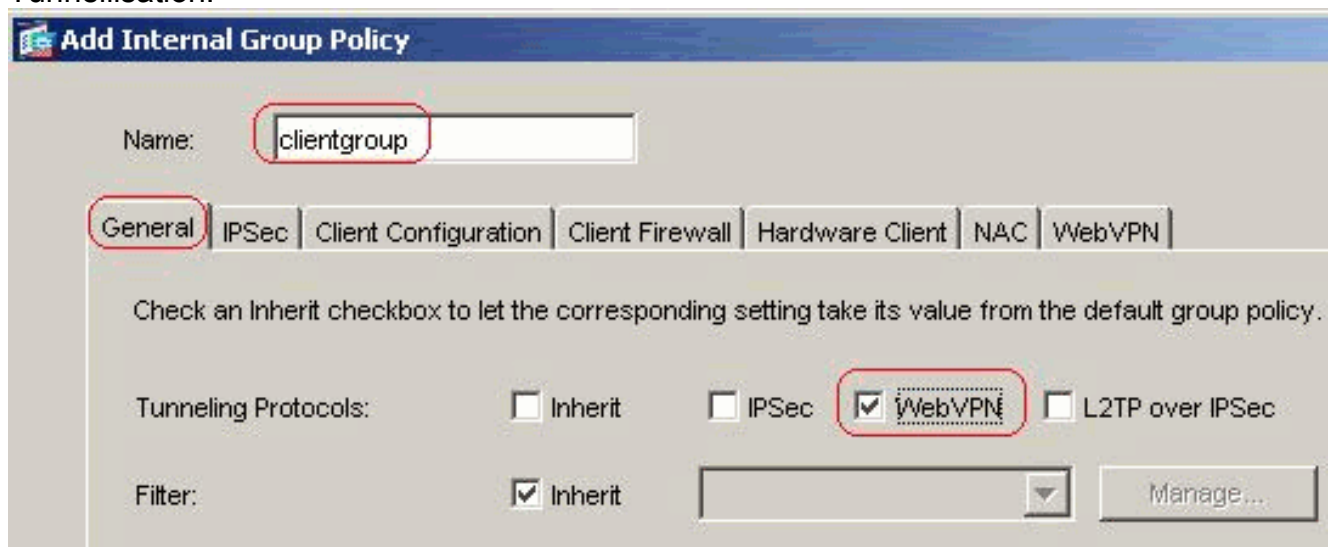 Tunnellisation.
Add Internal Group Policy
Name: clientgroup
General IPSec Client Configuration Client Firewall Hardware Client NAC WebVPN
Check an Inherit checkbox to let the corresponding setting take its value from the default group policy.
Tunneling Protocols: Inherit IPSec WebVPN L2TP over IPSec
Filter: Inherit Manage...